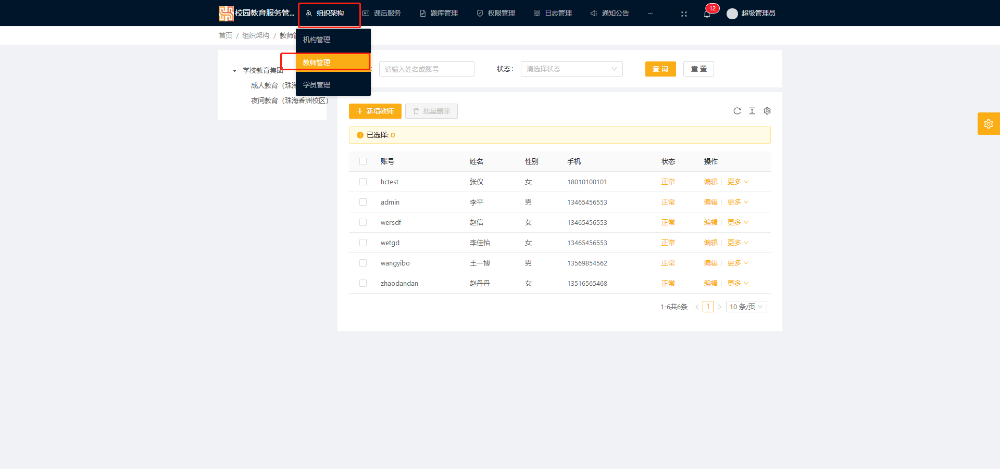 校园教育服务管... 组织架构 课后服务 题库管理 权限管理 日志管理 通知公告 ... 12 超级管理员
首页 / 组织架构 / 教师管
机构管理
教师管理
学员管理
学校教育集团
成人教育（珠海
夜间教育（珠海香洲校区）
: 请输入姓名或账号 状态: 请选择状态 查 询 重 置
新增教师 批量删除
已选择: 0
账号 姓名 性别 手机 状态 操作
hctest 张仪 女 18010100101 正常 编辑 更多
admin 李平 男 13465456553 正常 编辑 更多
wersdf 赵信 女 13465456553 正常 编辑 更多
wetgd 李佳怡 女 13465456553 正常 编辑 更多
wangyibo 王一博 男 13569854562 正常 编辑 更多
zhaodandan 赵丹丹 女 13516565468 正常 编辑 更多
1-6共6条 < 1 > 10 条/页